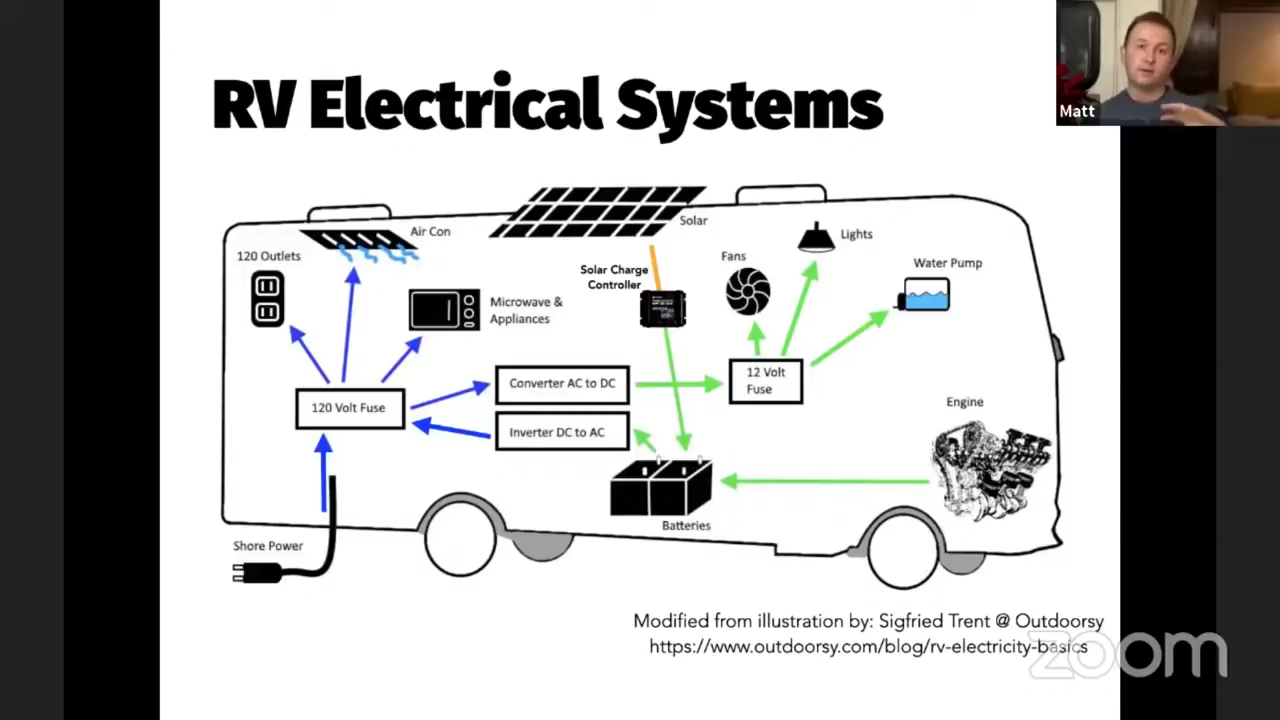 Matt
RV Electrical Systems
Solar
Air Con
Lights
120 Outlets
Fans
Water Pump
Solar Charge
Controller
Microwave &
Appliances
12 Volt
Fuse
Converter AC to DC
120 Volt Fuse
Engine
Inverter DC to AC
Batteries
Shore Power
Modified from illustration by: Sigfried Trent @ Outdoorsy
https://www.outdoorsy.com/blog/rv-electricity-basics
zoom